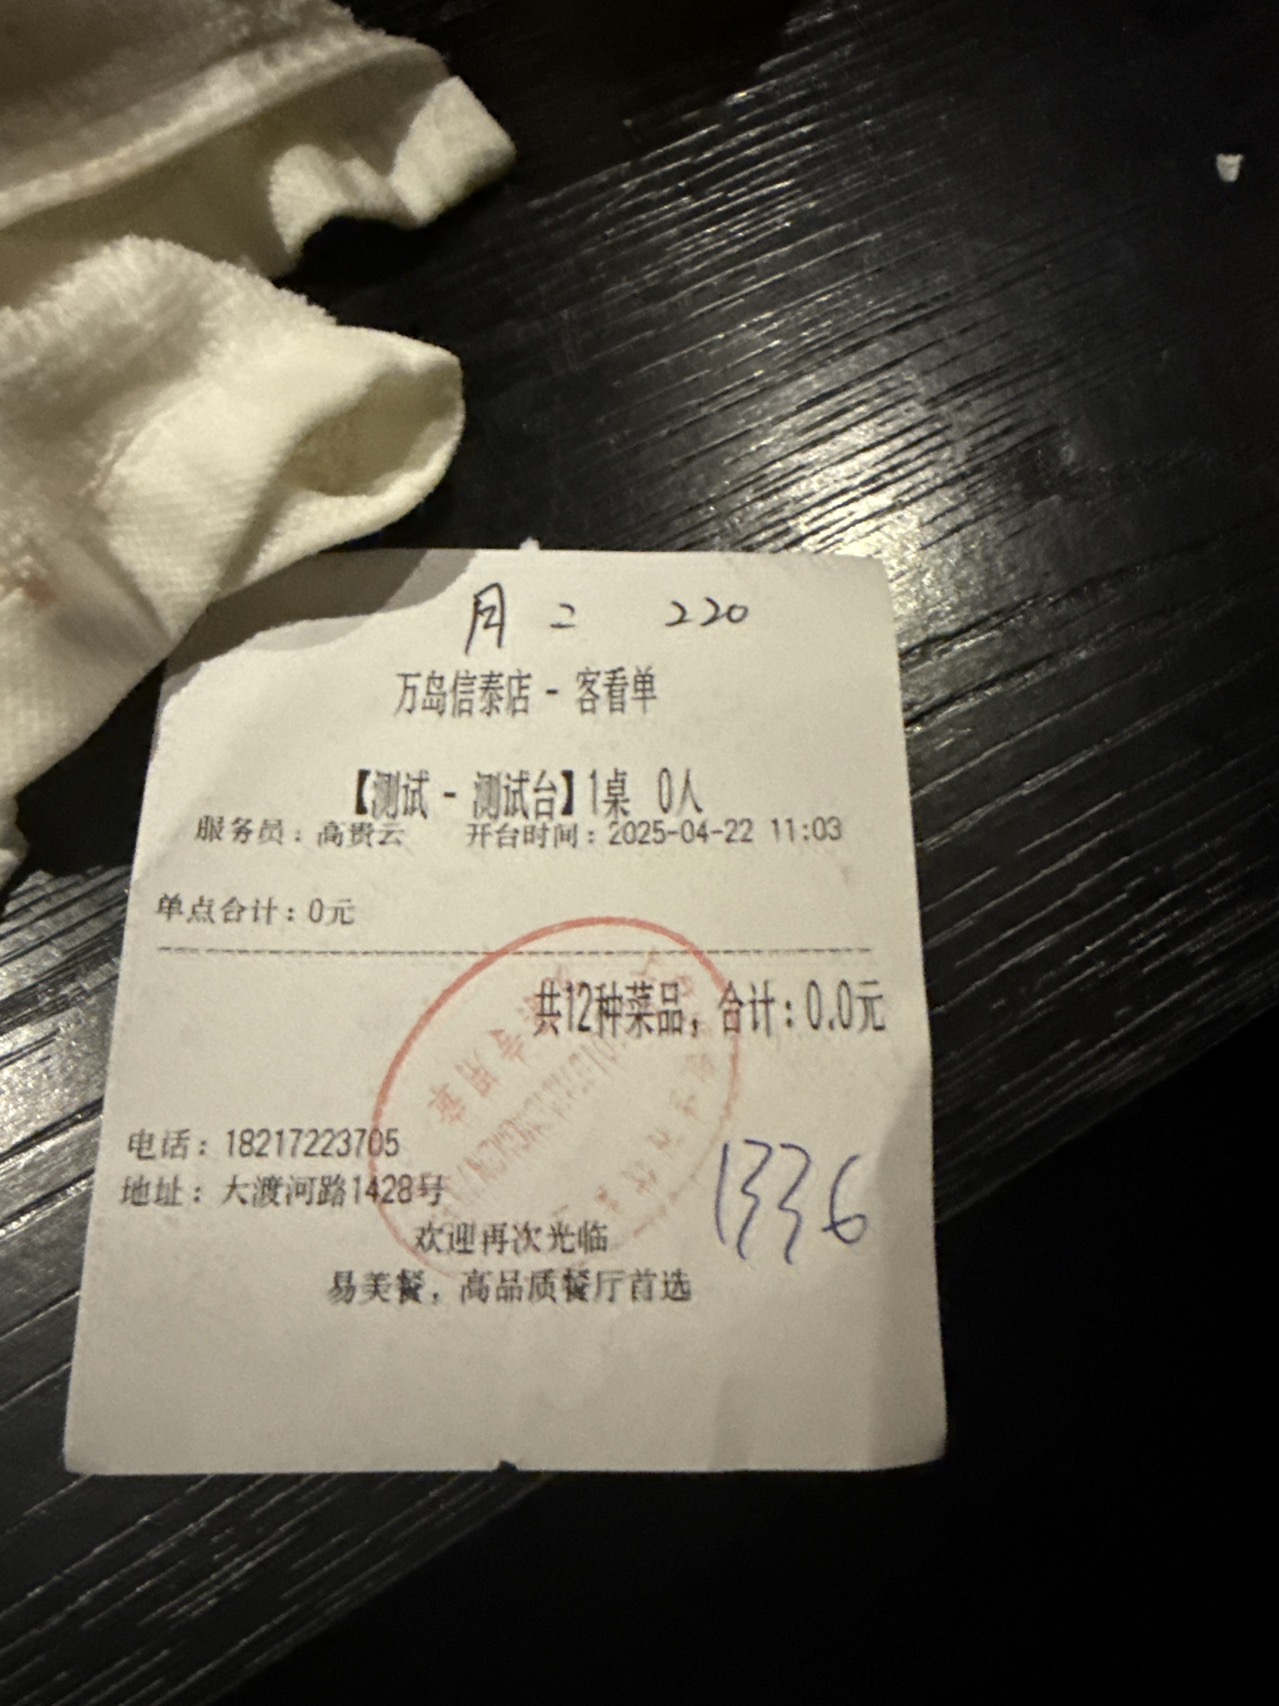 月二 220
万岛信泰店 - 客看单
【测试 - 测试台】1桌 0人
服务员：高贵云 开台时间：2025-04-22 11:03
单点合计：0元
共12种菜品，合计：0.0元
电话：18217223705
地址：大渡河路1428号
1336
欢迎再次光临
易美餐，高品质餐厅首选